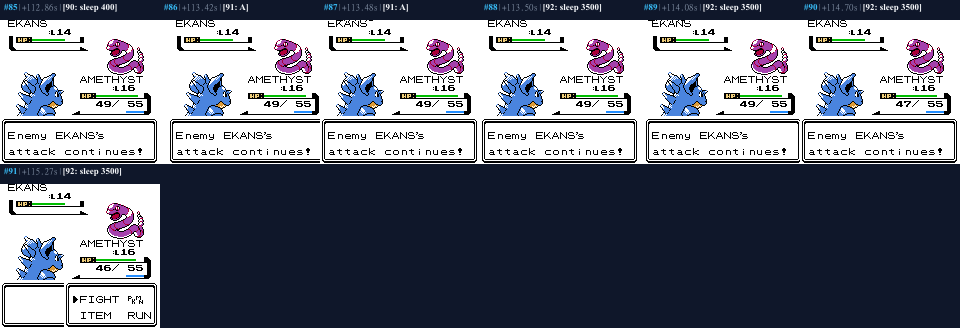 #85 | +112.86s | [90: sleep 400]
EKANS
:L14
HP:
AMETHYST
:L16
HP:
49/ 55
Enemy EKANS's
attack continues!
#86 | +113.42s | [91: A]
EKANS
:L14
HP:
AMETHYST
:L16
HP:
49/ 55
Enemy EKANS's
attack continues!
#87 | +113.48s | [91: A]
EKANS
:L14
HP:
AMETHYST
:L16
HP:
49/ 55
Enemy EKANS's
attack continues!
#88 | +113.50s | [92: sleep 3500]
EKANS
:L14
HP:
AMETHYST
:L16
HP:
49/ 55
Enemy EKANS's
attack continues!
#89 | +114.08s | [92: sleep 3500]
EKANS
:L14
HP:
AMETHYST
:L16
HP:
49/ 55
Enemy EKANS's
attack continues!
#90 | +114.70s | [92: sleep 3500]
EKANS
:L14
HP:
AMETHYST
:L16
HP:
47/ 55
Enemy EKANS's
attack continues!
#91 | +115.27s | [92: sleep 3500]
EKANS
:L14
HP:
AMETHYST
:L16
HP:
46/ 55
▶FIGHT PKMN
ITEM RUN